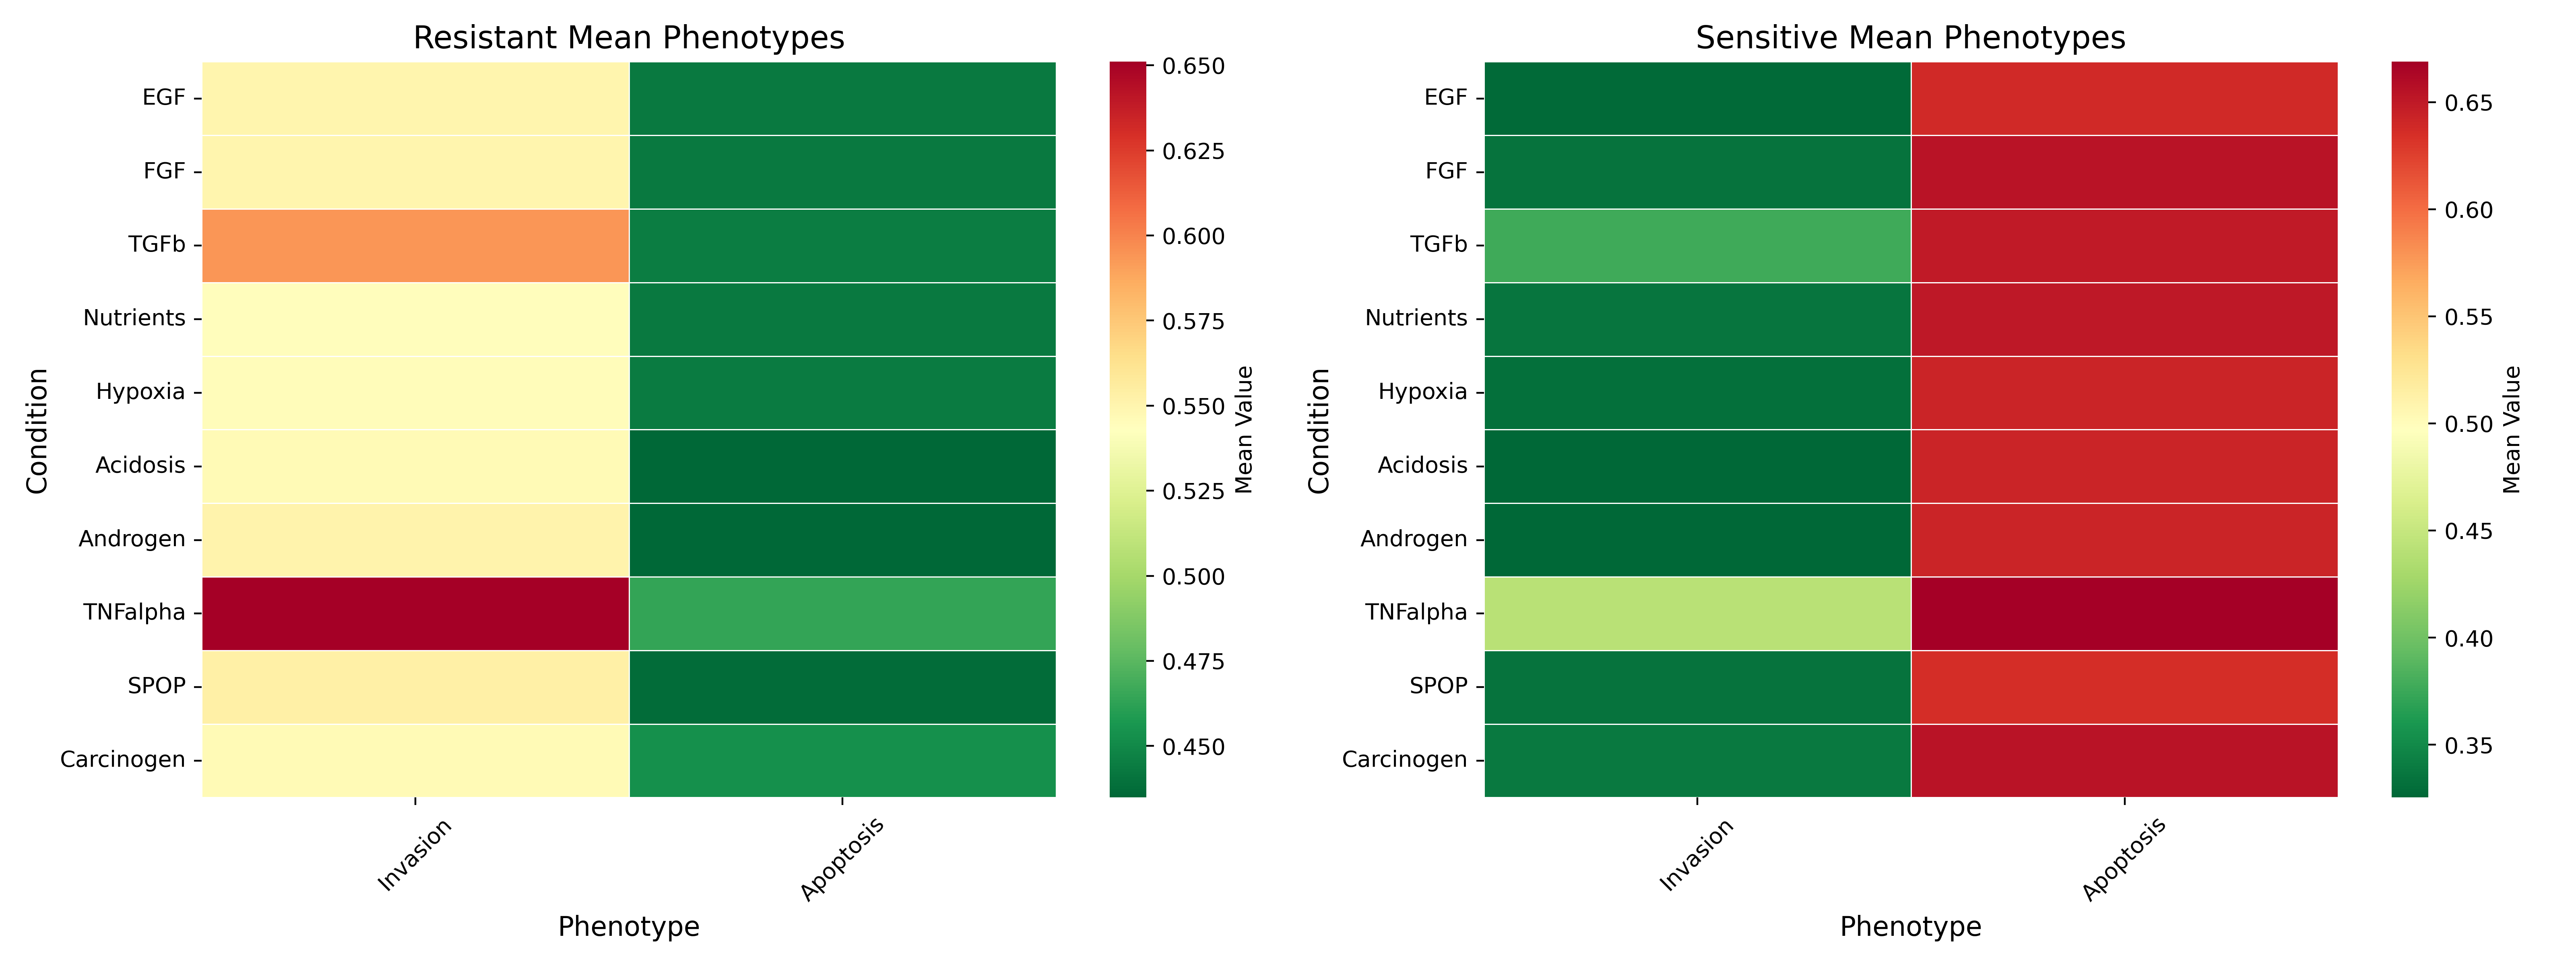 Resistant Mean Phenotypes
Condition
EGF
FGF
TGFb
Nutrients
Hypoxia
Acidosis
Androgen
TNFalpha
SPOP
Carcinogen
Invasion
Apoptosis
Phenotype
0.650
0.625
0.600
0.575
0.550
0.525
0.500
0.475
0.450
Mean Value
Sensitive Mean Phenotypes
Condition
EGF
FGF
TGFb
Nutrients
Hypoxia
Acidosis
Androgen
TNFalpha
SPOP
Carcinogen
Invasion
Apoptosis
Phenotype
0.65
0.60
0.55
0.50
0.45
0.40
0.35
Mean Value